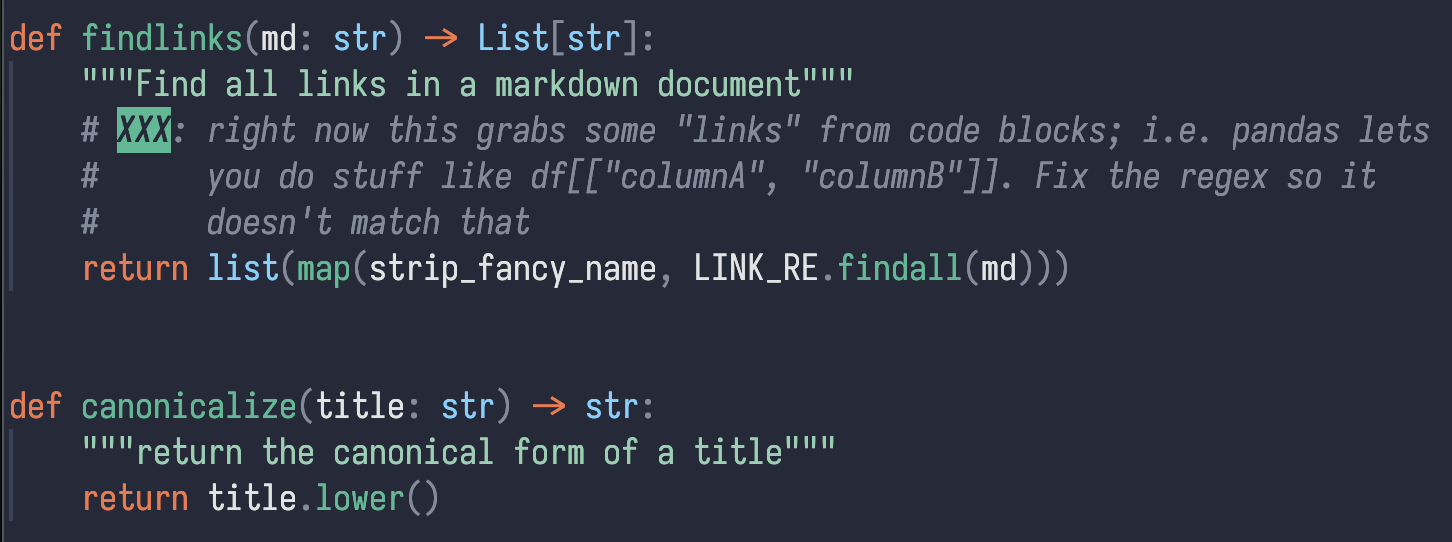 def findlinks(md: str) → List[str]:
    """Find all links in a markdown document"""
    # XXX: right now this grabs some "links" from code blocks; i.e. pandas lets
    #      you do stuff like df[["columnA", "columnB"]]. Fix the regex so it
    #      doesn't match that
    return list(map(strip_fancy_name, LINK_RE.findall(md)))
def canonicalize(title: str) → str:
    """return the canonical form of a title"""
    return title.lower()